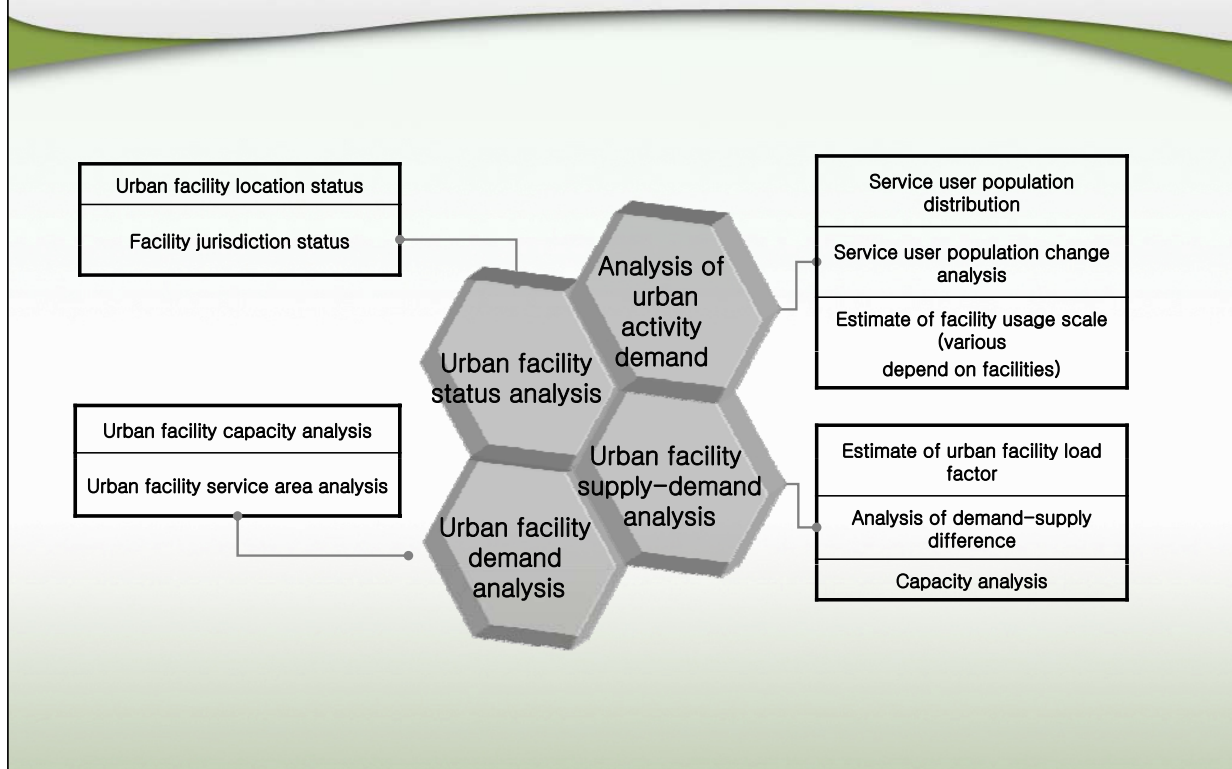 Urban facility location status
Facility jurisdiction status
Urban facility capacity analysis
Urban facility service area analysis
Urban facility
status analysis
Urban facility
demand
analysis
Analysis of
urban
activity
demand
Urban facility
supply-demand
analysis
Service user population
distribution
Service user population change
analysis
Estimate of facility usage scale
(various
depend on facilities)
Estimate of urban facility load
factor
Analysis of demand-supply
difference
Capacity analysis